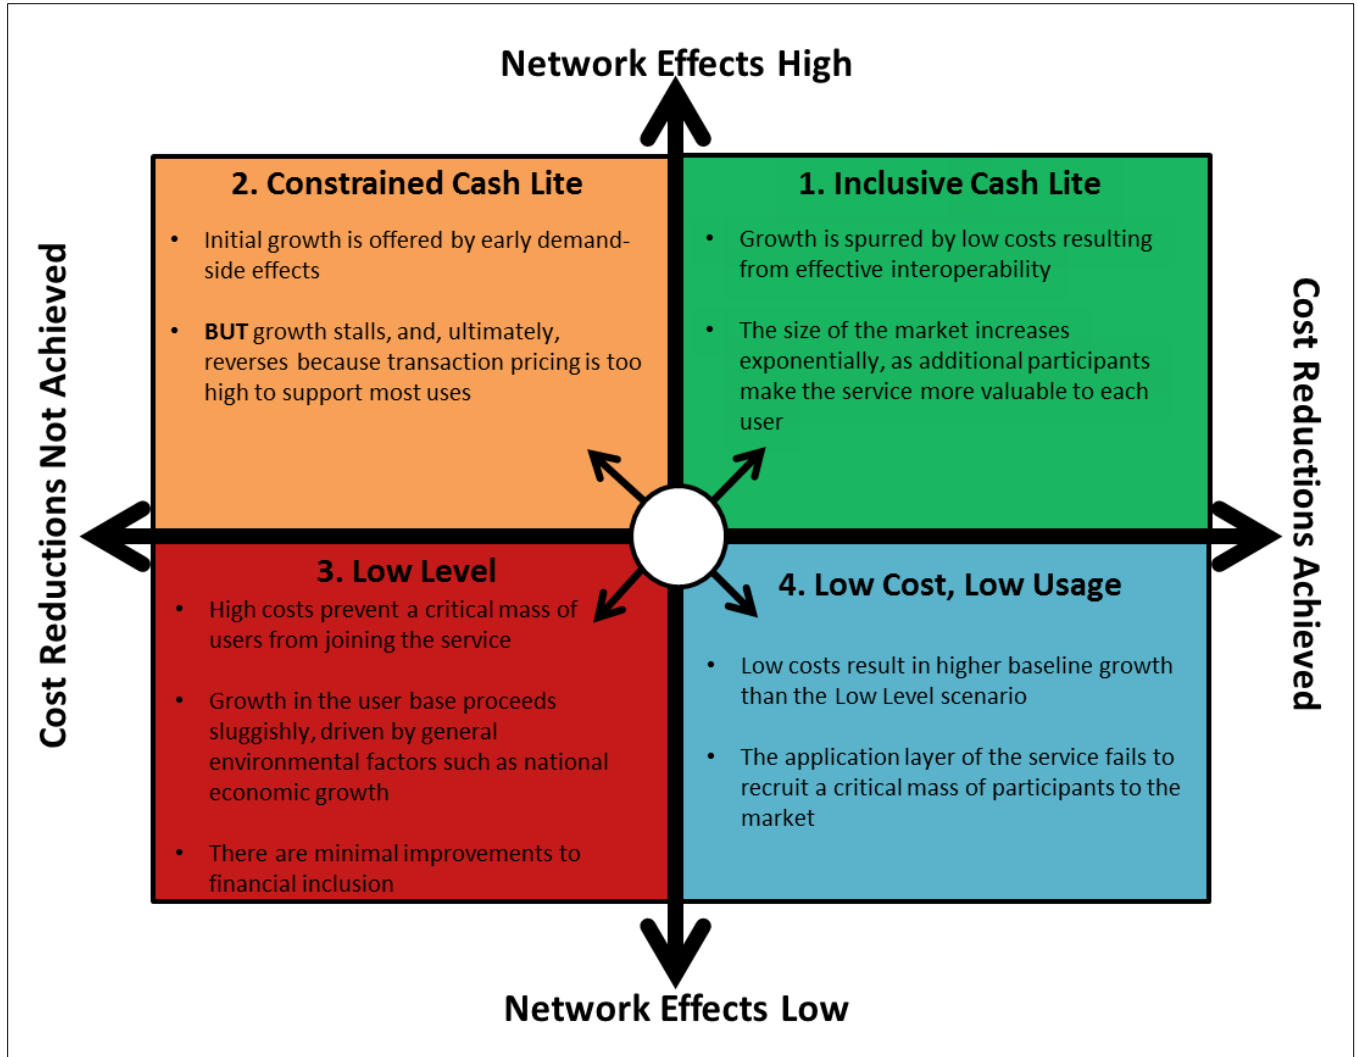 Network Effects High
Cost Reductions Not Achieved
2. Constrained Cash Lite
• Initial growth is offered by early demand-
side effects
• BUT growth stalls, and, ultimately,
reverses because transaction pricing is too
high to support most uses
1. Inclusive Cash Lite
• Growth is spurred by low costs resulting
from effective interoperability
• The size of the market increases
exponentially, as additional participants
make the service more valuable to each
user
Cost Reductions Achieved
3. Low Level
• High costs prevent a critical mass of
users from joining the service
• Growth in the user base proceeds
sluggishly, driven by general
environmental factors such as national
economic growth
• There are minimal improvements to
financial inclusion
4. Low Cost, Low Usage
• Low costs result in higher baseline growth
than the Low Level scenario
• The application layer of the service fails to
recruit a critical mass of participants to the
market
Network Effects Low